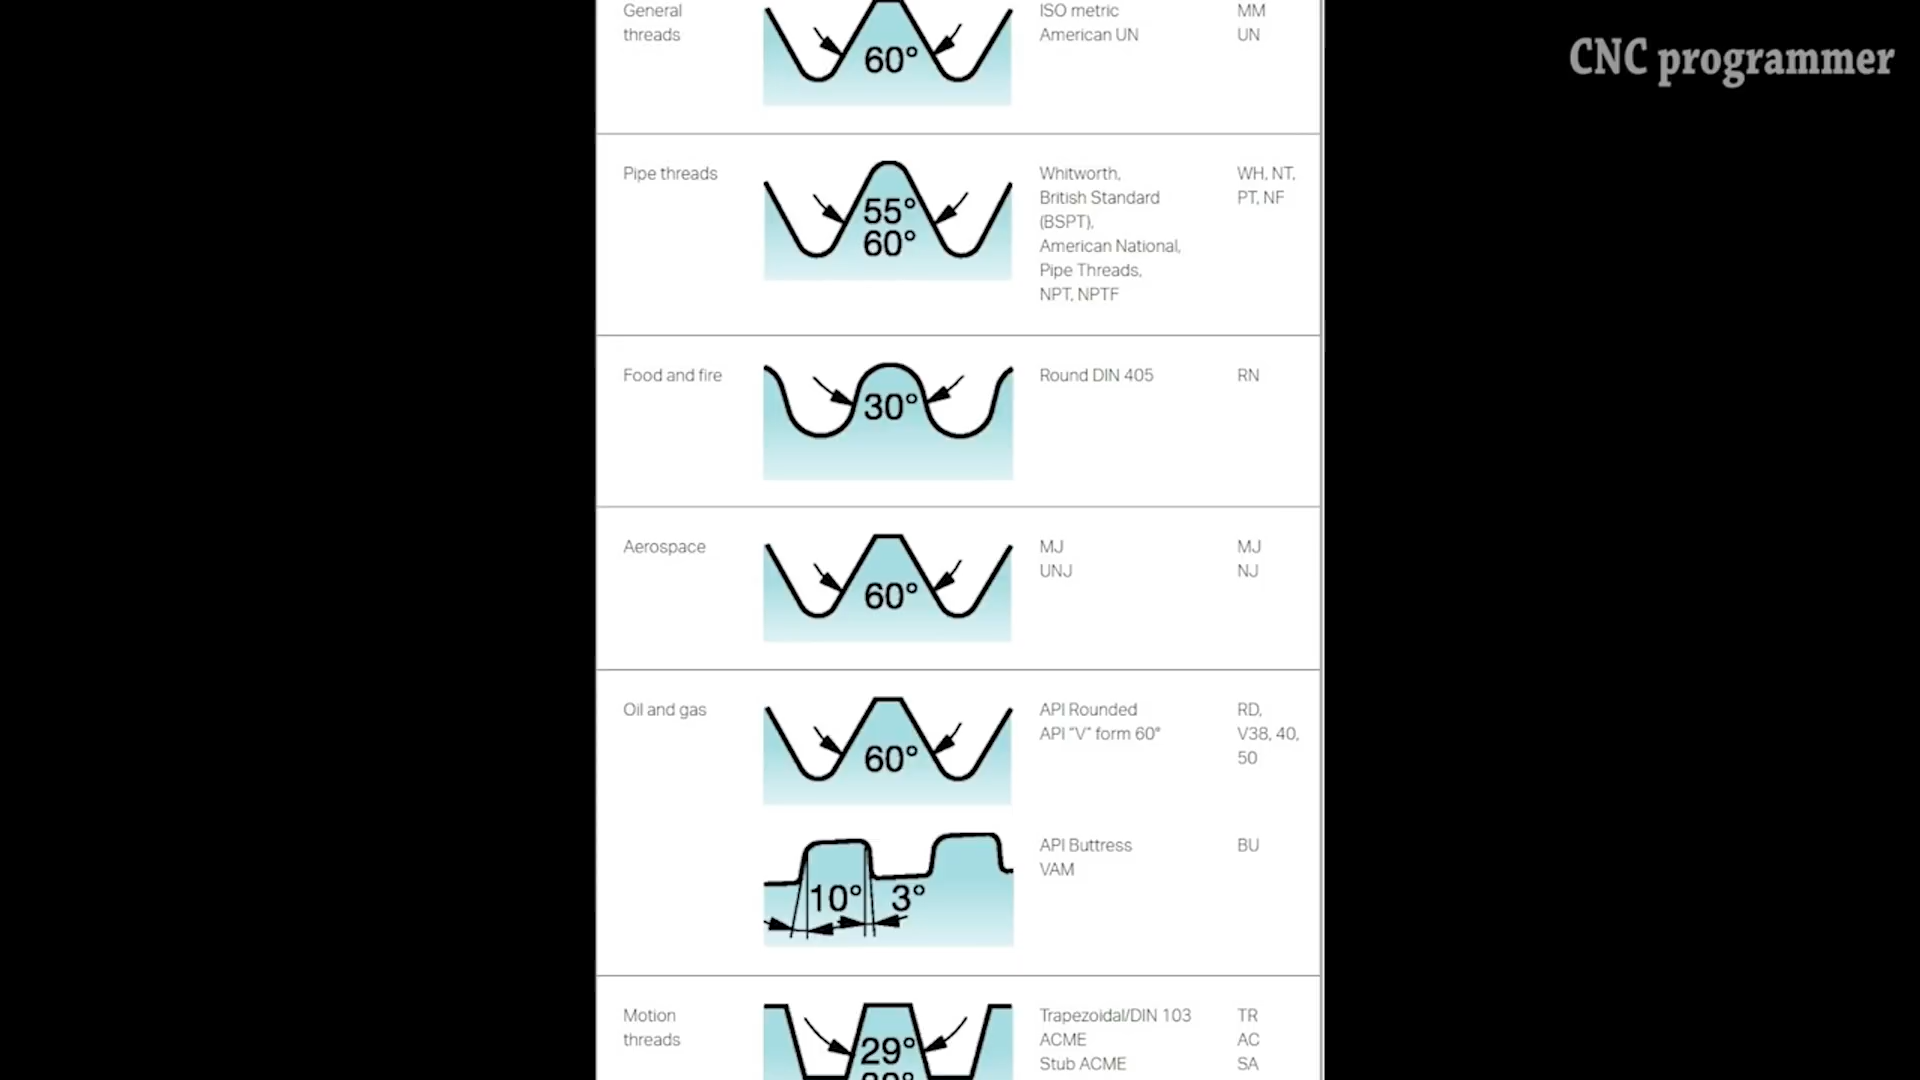 CNC programmer
General
threads
60°
ISO metric
American UN
MM
UN
Pipe threads
55°
60°
Whitworth,
British Standard
(BSPT),
American National,
Pipe Threads,
NPT, NPTF
WH, NT,
PT, NF
Food and fire
30°
Round DIN 405
RN
Aerospace
60°
MJ
UNJ
MJ
NJ
Oil and gas
60°
API Rounded
API "V" form 60°
RD,
V38, 40,
50
10° 3°
API Buttress
VAM
BU
Motion
threads
29°
Trapezoidal/DIN 103
ACME
Stub ACME
TR
AC
SA